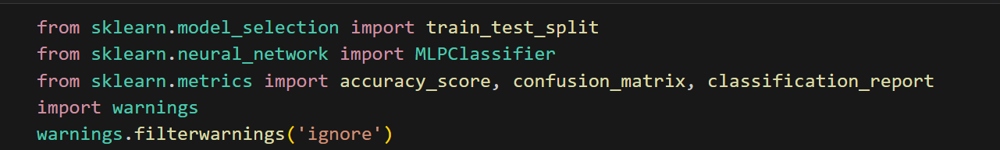 from sklearn.model_selection import train_test_split
from sklearn.neural_network import MLPClassifier
from sklearn.metrics import accuracy_score, confusion_matrix, classification_report
import warnings
warnings.filterwarnings('ignore')